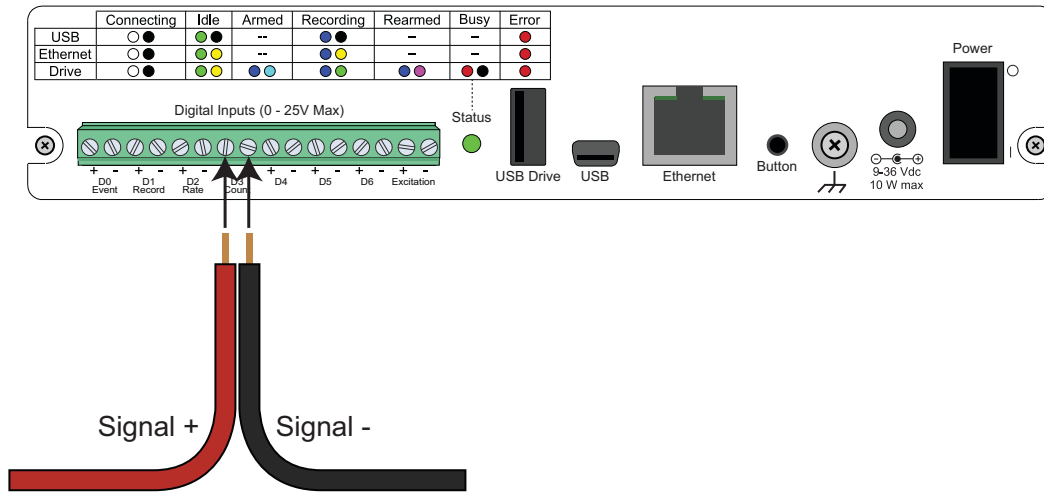 Connecting Idle Armed Recording Rearmed Busy Error
USB -- – –
Ethernet -- – –
Drive
Digital Inputs (0 - 25V Max)
Status
Power
+ - + - + - + - + - + - + - + -
D0 D1 D2 D3 D4 D5 D6 Excitation
Event Record Rate Count
USB Drive
USB
Ethernet
Button
9-36 Vdc
10 W max
Signal +
Signal -